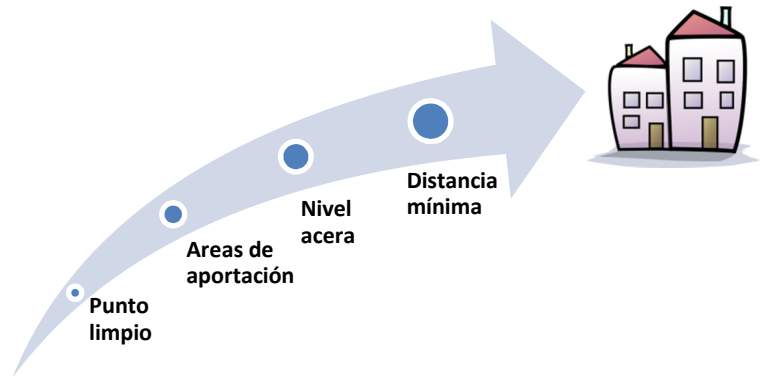 Punto
limpio
Areas de
aportación
Nivel
acera
Distancia
mínima